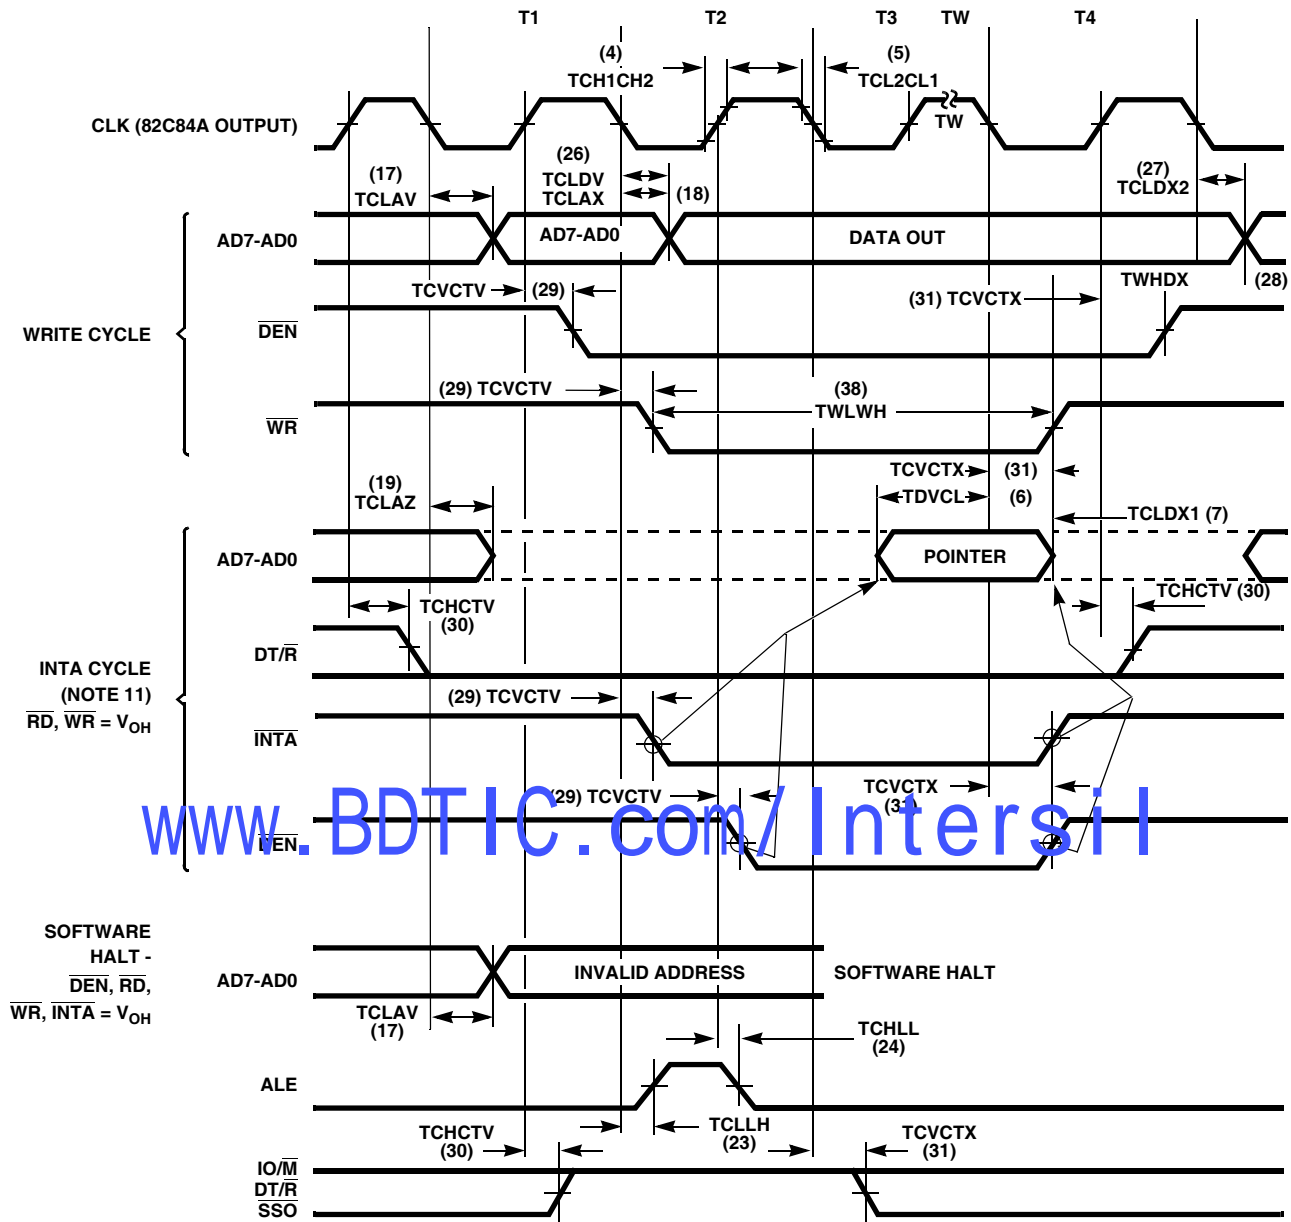 T1 T2 T3 TW T4
(4) (5)
TCH1CH2 TCL2CL1
CLK (82C84A OUTPUT) TW
(17) (26) (27)
TCLDV
TCLAV TCLAX (18) TCLDX2
AD7-AD0 AD7-AD0 DATA OUT
TCVCTV (29) (31) TCVCTX TWHDX (28)
WRITE CYCLE DEN
(29) TCVCTV (38)
TWLWH
WR
TCVCTX (31)
(19) TDVCL (6)
TCLAZ TCLDX1 (7)
AD7-AD0 POINTER
TCHCTV TCHCTV (30)
(30)
DT/R
INTA CYCLE
(NOTE 11)
RD, WR = VOH
(29) TCVCTV
INTA
(29) TCVCTV TCVCTX
(31)
DEN
www.BDTIC.com/Intersil
SOFTWARE
HALT -
DEN, RD,
WR, INTA = VOH
AD7-AD0 INVALID ADDRESS SOFTWARE HALT
TCLAV
(17)
TCHLL
(24)
ALE
TCHCTV TCLLH TCVCTX
(30) (23) (31)
IO/M
DT/R
SSO